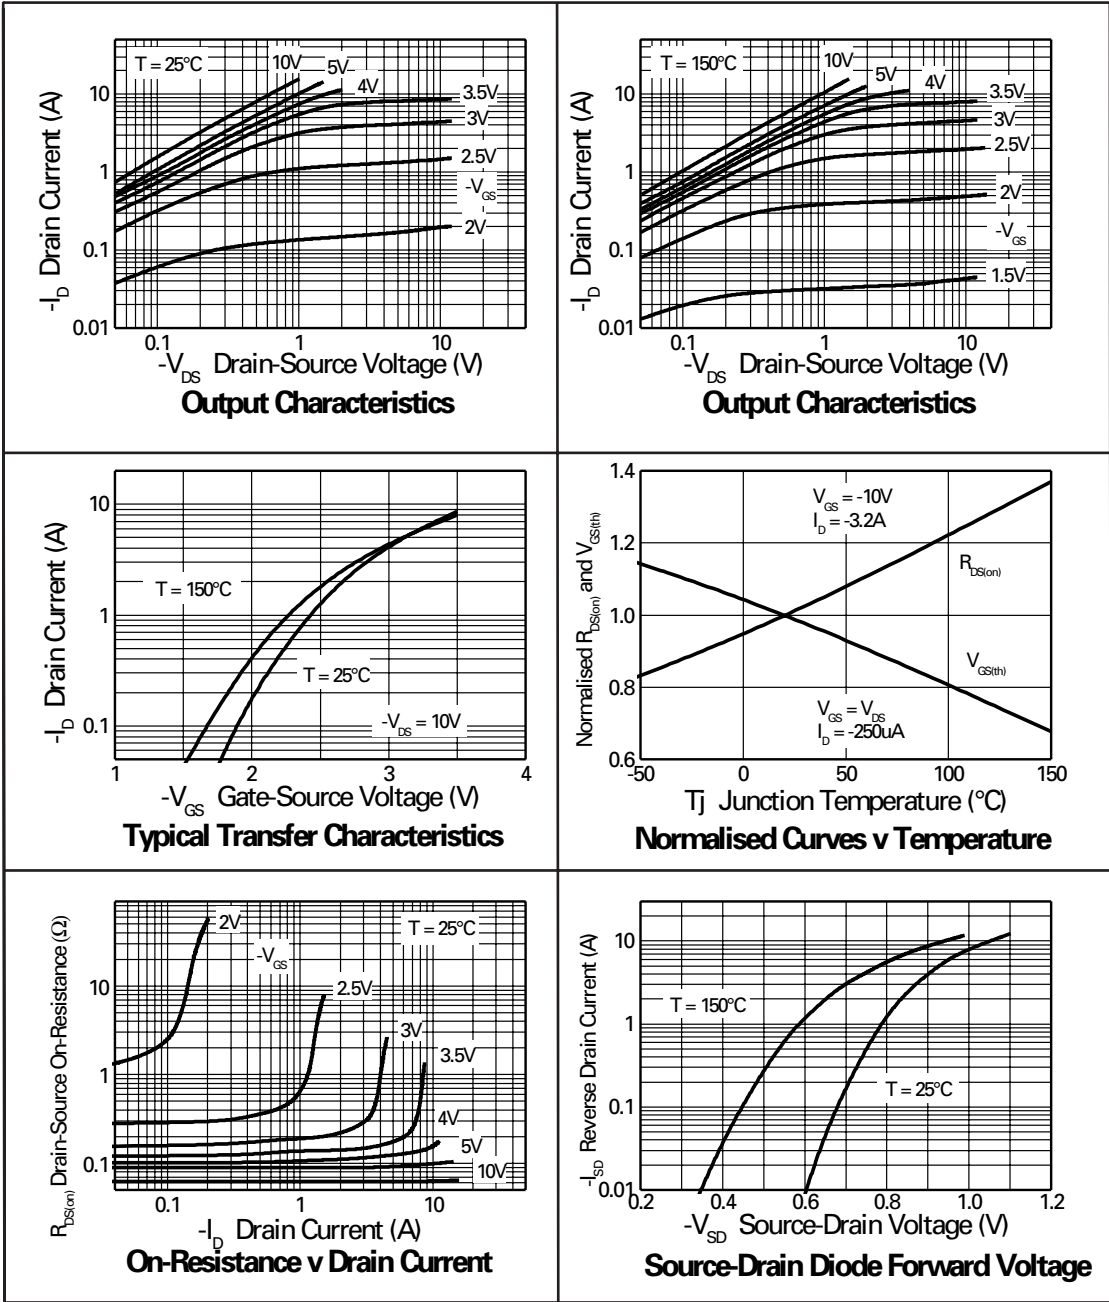 T = 25°C
10V
5V
4V
3.5V
3V
2.5V
-VGS
2V
10
1
0.1
0.01
0.1
1
10
-ID Drain Current (A)
-VDS Drain-Source Voltage (V)
Output Characteristics
T = 150°C
10V
5V
4V
3.5V
3V
2.5V
2V
-VGS
1.5V
10
1
0.1
0.01
0.1
1
10
-ID Drain Current (A)
-VDS Drain-Source Voltage (V)
Output Characteristics
10
1
0.1
T = 150°C
T = 25°C
-VDS = 10V
1
2
3
4
-ID Drain Current (A)
-VGS Gate-Source Voltage (V)
Typical Transfer Characteristics
1.4
1.2
1.0
0.8
0.6
VGS = -10V
ID = -3.2A
RDS(on)
VGS(th)
VGS = VDS
ID = -250uA
-50
0
50
100
150
Normalised RDS(on) and VGS(th)
Tj Junction Temperature (°C)
Normalised Curves v Temperature
2V
T = 25°C
-VGS
2.5V
3V
3.5V
4V
5V
10V
10
1
0.1
0.1
1
10
RDS(on) Drain-Source On-Resistance (Ω)
-ID Drain Current (A)
On-Resistance v Drain Current
10
1
0.1
0.01
T = 150°C
T = 25°C
0.2
0.4
0.6
0.8
1.0
1.2
-ISD Reverse Drain Current (A)
-VSD Source-Drain Voltage (V)
Source-Drain Diode Forward Voltage